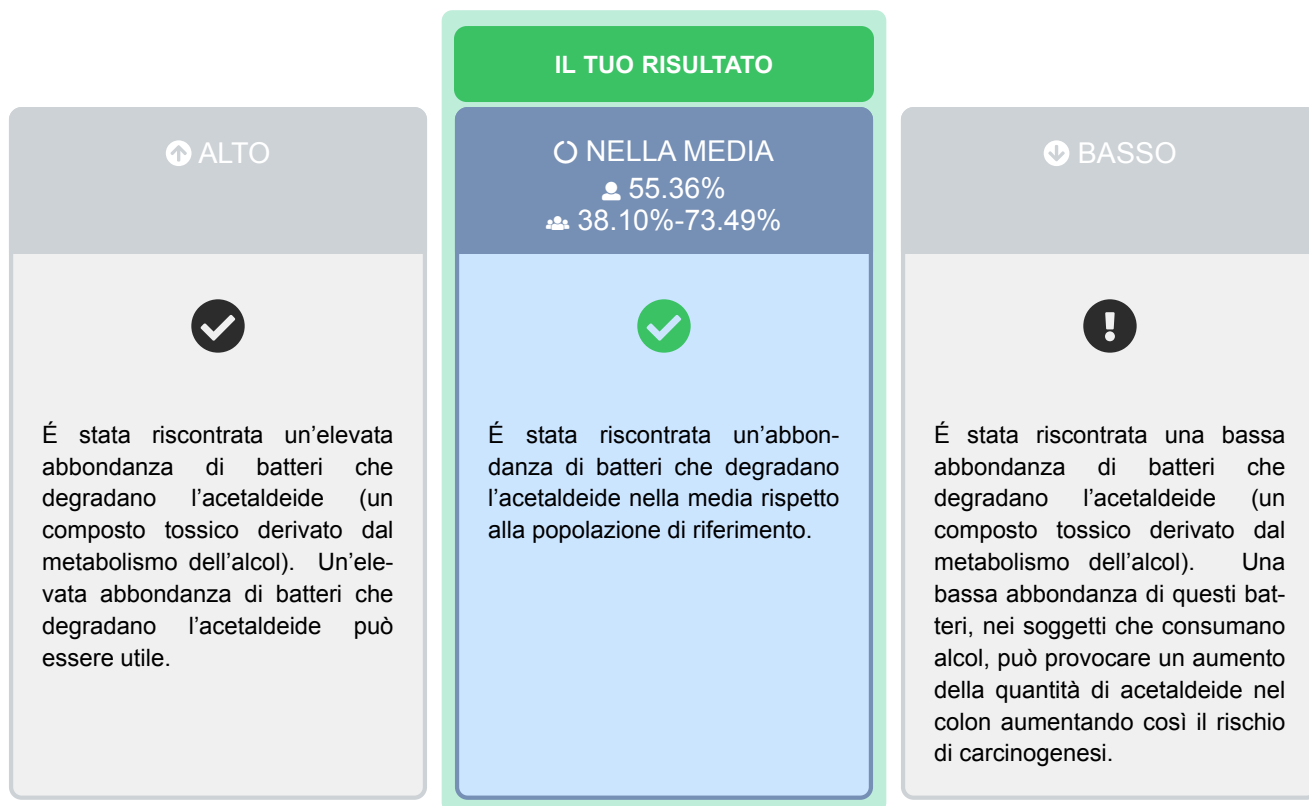 IL TUO RISULTATO
ALTO
É stata riscontrata un'elevata
abbondanza di batteri che
degradano l'acetaldeide (un
composto tossico derivato dal
metabolismo dell'alcol). Un'ele-
vata abbondanza di batteri che
degradano l'acetaldeide può
essere utile.
NELLA MEDIA
55.36%
38.10%-73.49%
É stata riscontrata un'abbon-
danza di batteri che degradano
l'acetaldeide nella media rispetto
alla popolazione di riferimento.
BASSO
É stata riscontrata una bassa
abbondanza di batteri che
degradano l'acetaldeide (un
composto tossico derivato dal
metabolismo dell'alcol). Una
bassa abbondanza di questi bat-
teri, nei soggetti che consumano
alcol, può provocare un aumento
della quantità di acetaldeide nel
colon aumentando così il rischio
di carcinogenesi.